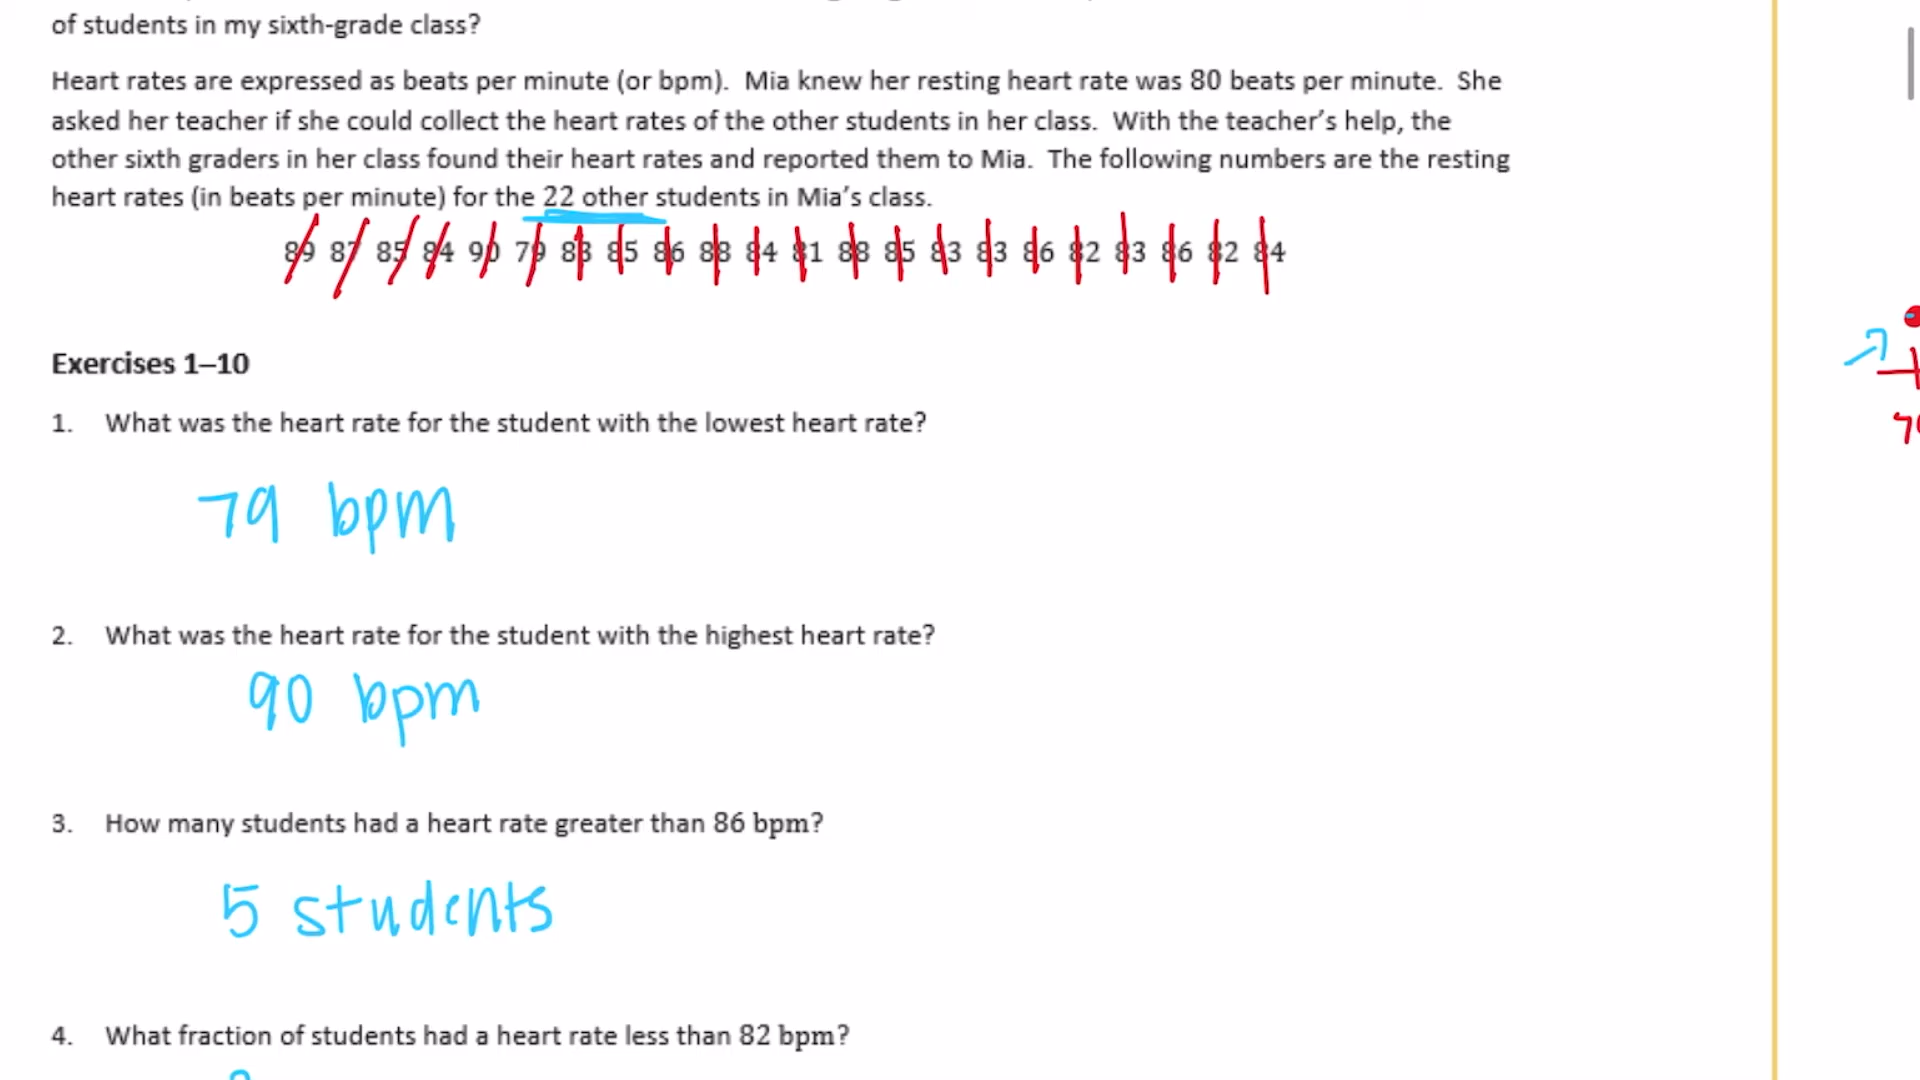 of students in my sixth-grade class?
Heart rates are expressed as beats per minute (or bpm). Mia knew her resting heart rate was 80 beats per minute. She
asked her teacher if she could collect the heart rates of the other students in her class. With the teacher’s help, the
other sixth graders in her class found their heart rates and reported them to Mia. The following numbers are the resting
heart rates (in beats per minute) for the 22 other students in Mia’s class.
89 87 85 84 90 79 83 85 86 88 84 81 88 85 83 83 86 82 83 86 82 84
Exercises 1–10
1. What was the heart rate for the student with the lowest heart rate?
79 bpm
2. What was the heart rate for the student with the highest heart rate?
90 bpm
3. How many students had a heart rate greater than 86 bpm?
5 students
4. What fraction of students had a heart rate less than 82 bpm?